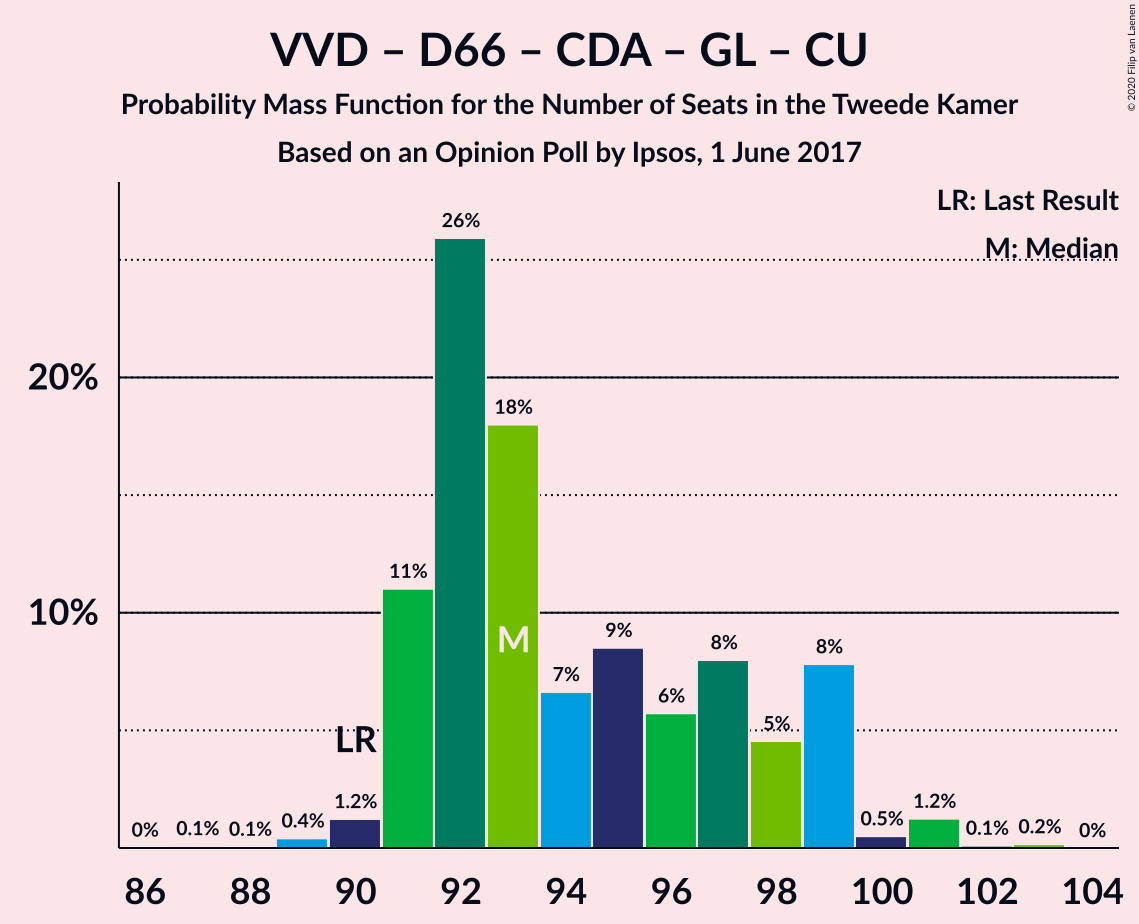 VVD – D66 – CDA – GL – CU
Probability Mass Function for the Number of Seats in the Tweede Kamer
Based on an Opinion Poll by Ipsos, 1 June 2017
© 2020 Filip van Laenen
LR: Last Result
M: Median
20%
10%
0% 0.1% 0.1% 0.4% 1.2% 11% 26% 18% 7% 9% 6% 8% 5% 8% 0.5% 1.2% 0.1% 0.2% 0%
LR
M
86 88 90 92 94 96 98 100 102 104